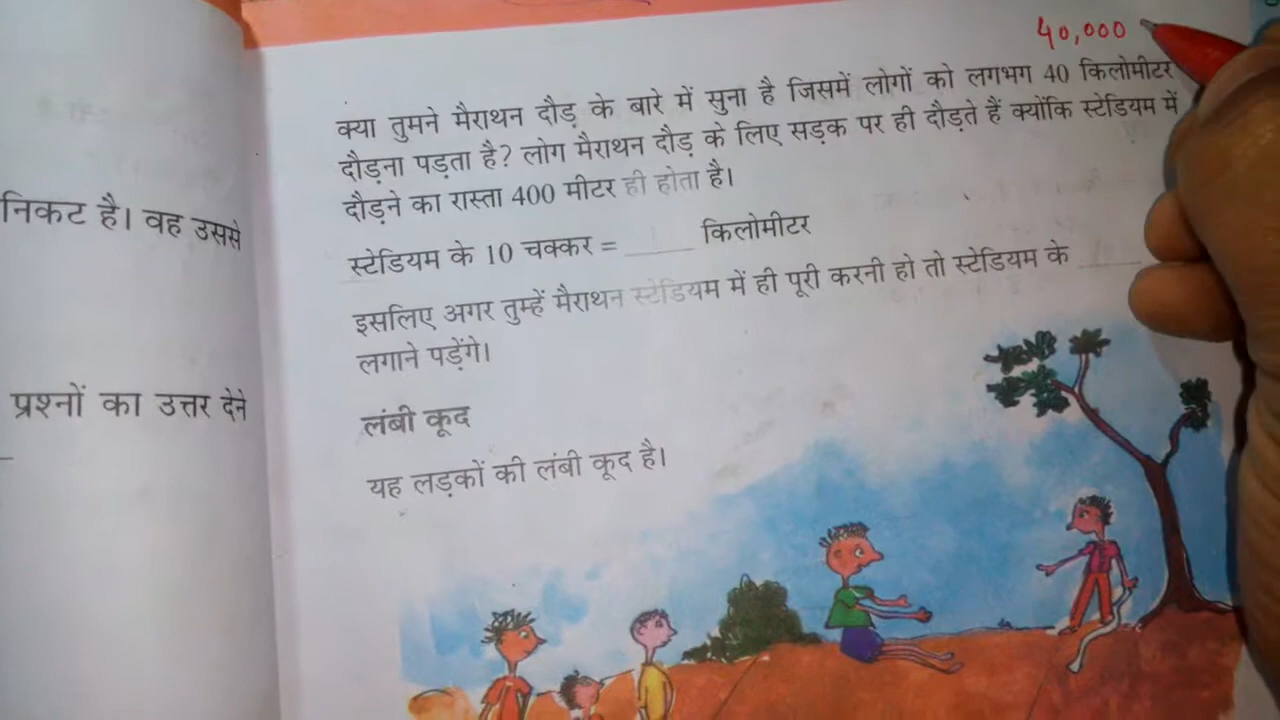 40,000
क्या तुमने मैराथन दौड़ के बारे में सुना है जिसमें लोगों को लगभग 40 किलोमीटर
दौड़ना पड़ता है? लोग मैराथन दौड़ के लिए सड़क पर ही दौड़ते हैं क्योंकि स्टेडियम में
दौड़ने का रास्ता 400 मीटर ही होता है।
स्टेडियम के 10 चक्कर = ____ किलोमीटर
इसलिए अगर तुम्हें मैराथन स्टेडियम में ही पूरी करनी हो तो स्टेडियम के ____
लगाने पड़ेंगे।
लंबी कूद
यह लड़कों की लंबी कूद है।
निकट है। वह उससे
प्रश्नों का उत्तर देने